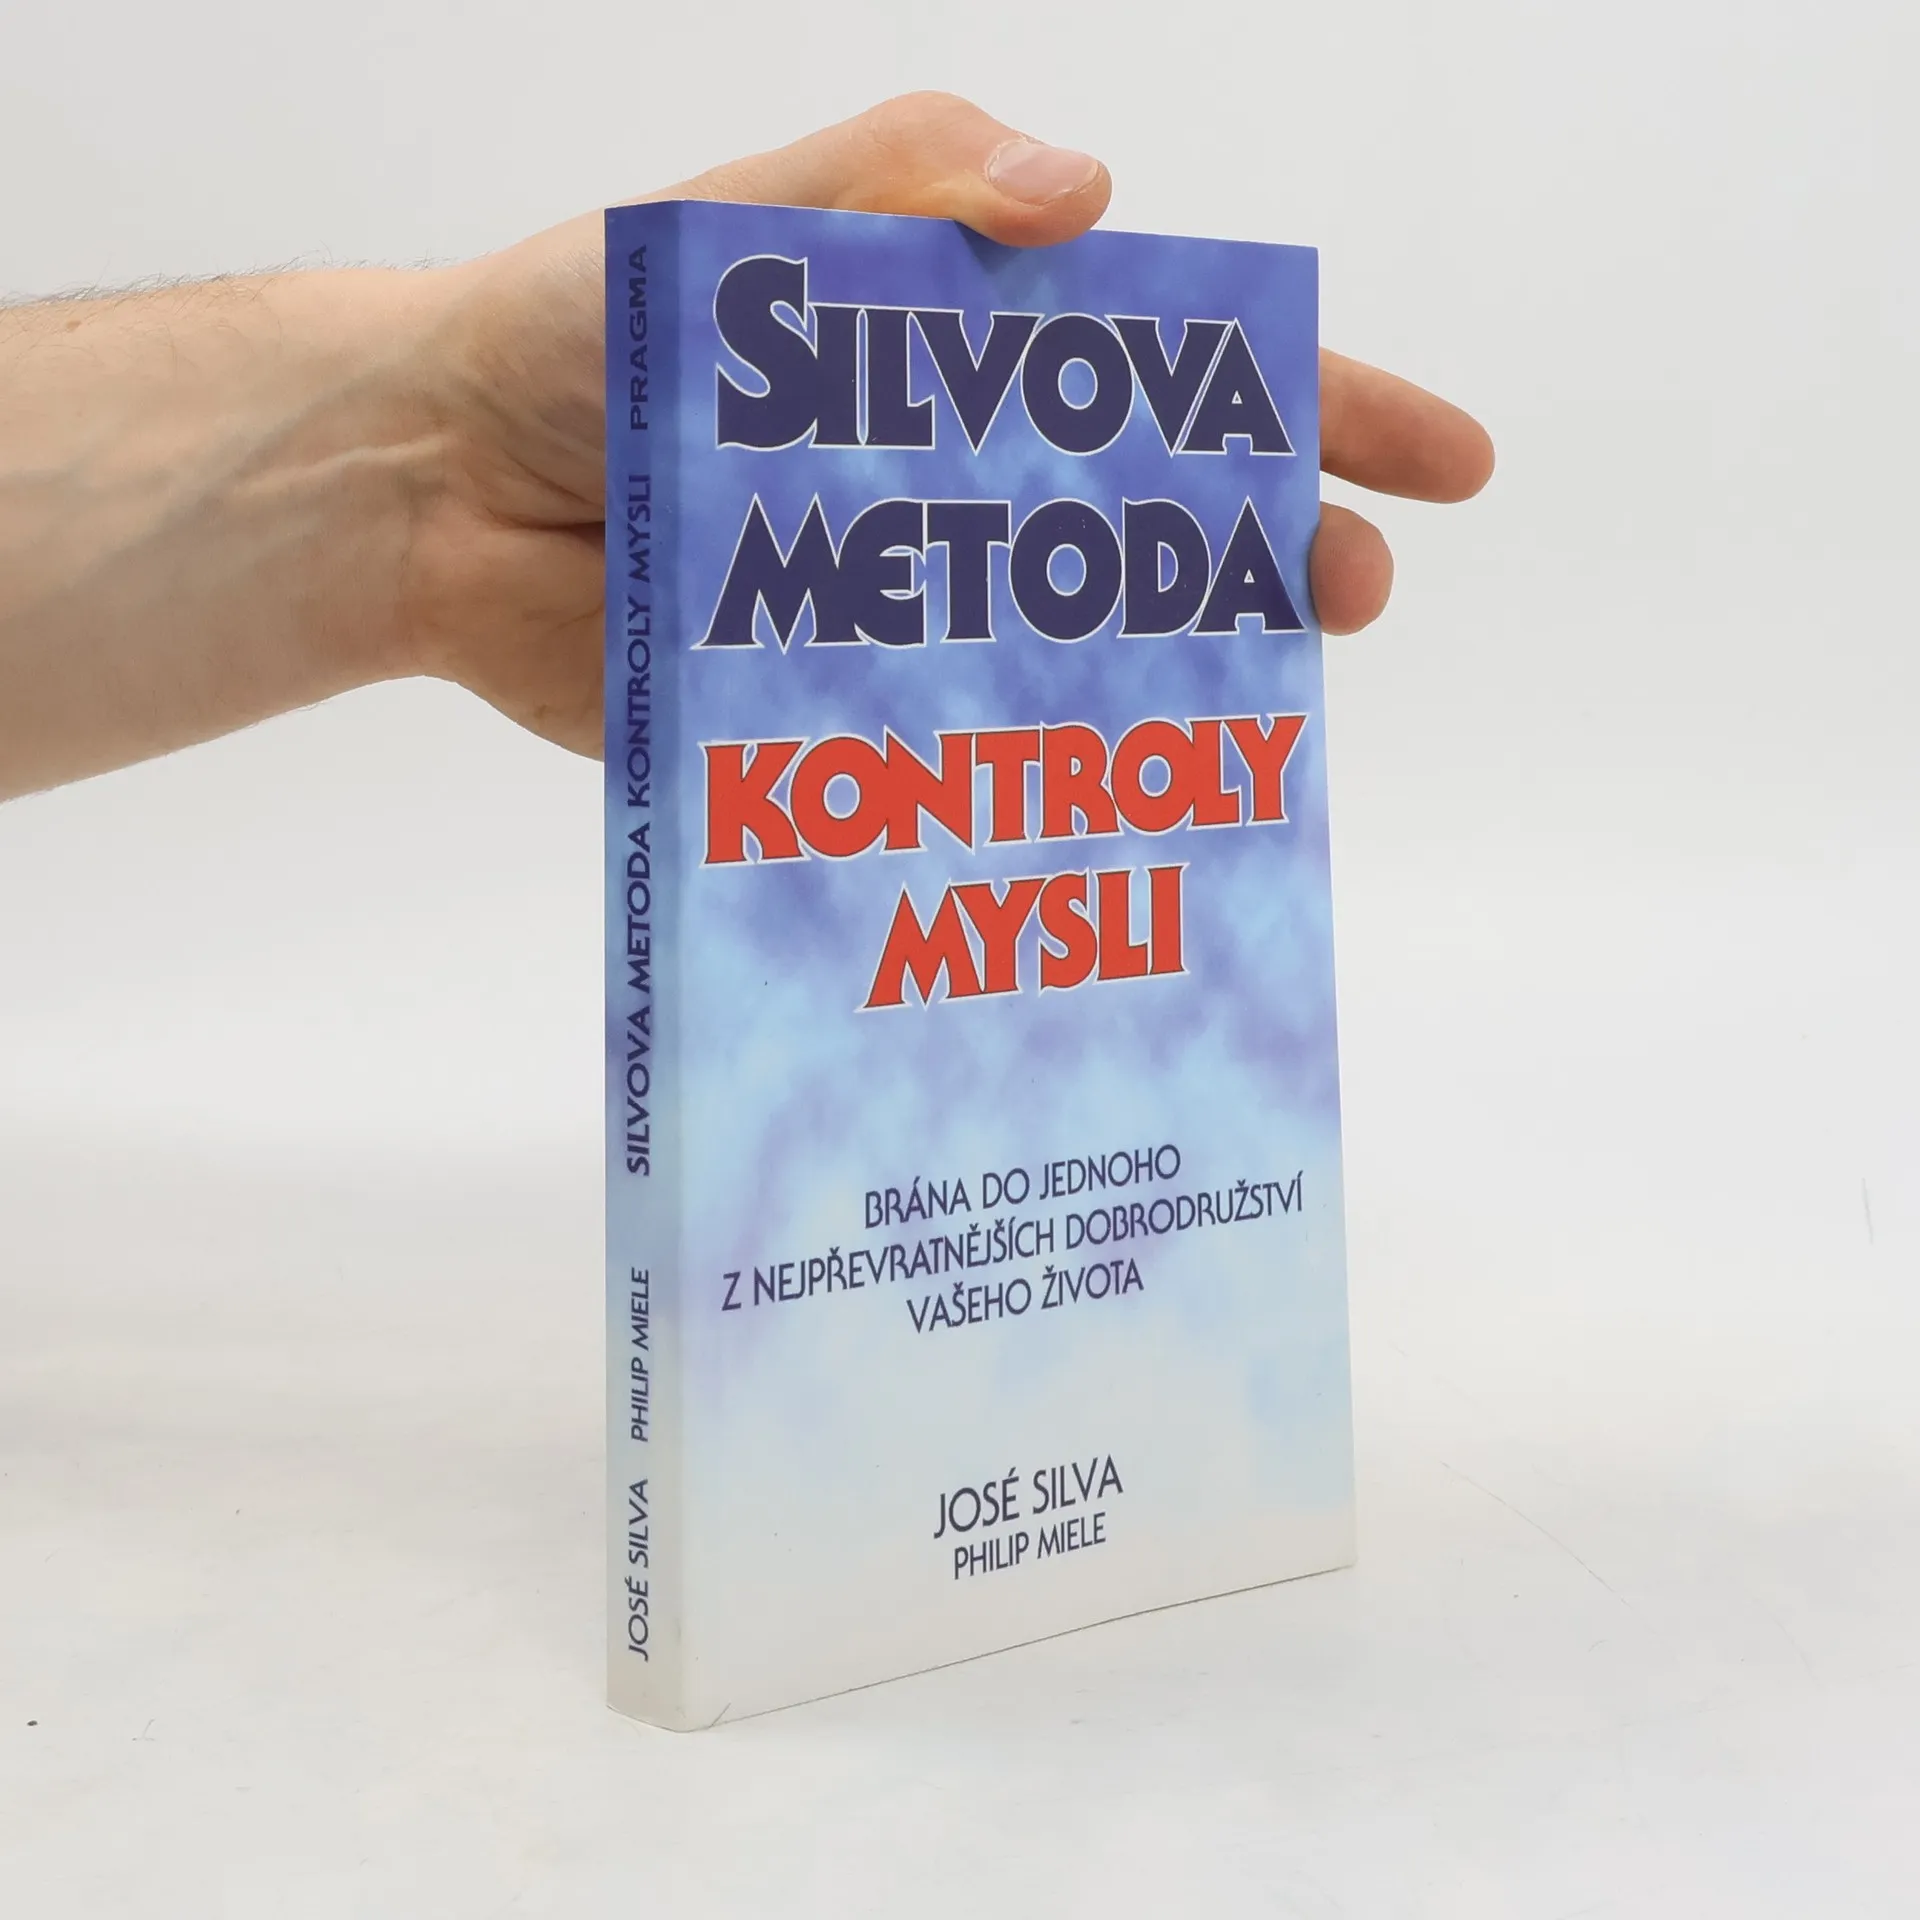 SILVOVA
METODA
KONTROLY
MYSLI
BRÁNA DO JEDNOHO
Z NEJPŘEVRATNĚJŠÍCH DOBRODRUŽSTVÍ
VAŠEHO ŽIVOTA
JOSÉ SILVA
PHILIP MIELE
JOSÉ SILVA PHILIP MIELE SILVOVA METODA KONTROLY MYSLI PRAGMA